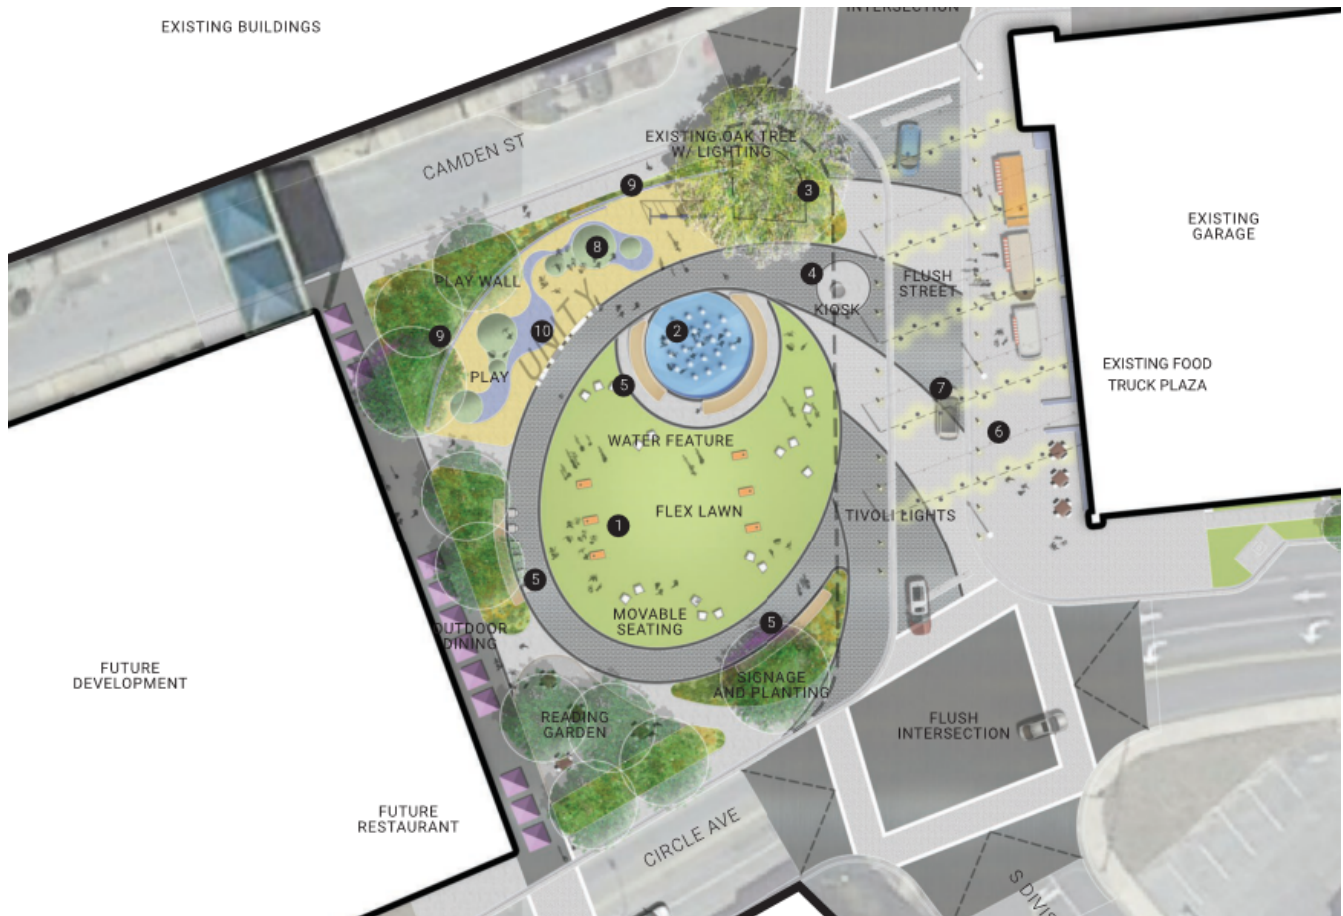 EXISTING BUILDINGS
INTERSECTION
CAMDEN ST
EXISTING OAK TREE
W/ LIGHTING
9
3
EXISTING
GARAGE
8
PLAY WALL
4
FLUSH
STREET
KIOSK
UNITY
2
10
9
PLAY
5
EXISTING FOOD
TRUCK PLAZA
7
6
WATER FEATURE
FLEX LAWN
TIVOLI LIGHTS
1
5
MOVABLE
SEATING
5
OUTDOOR
DINING
FUTURE
DEVELOPMENT
SIGNAGE
AND PLANTING
READING
GARDEN
FLUSH
INTERSECTION
FUTURE
RESTAURANT
CIRCLE AVE
S DIVIS